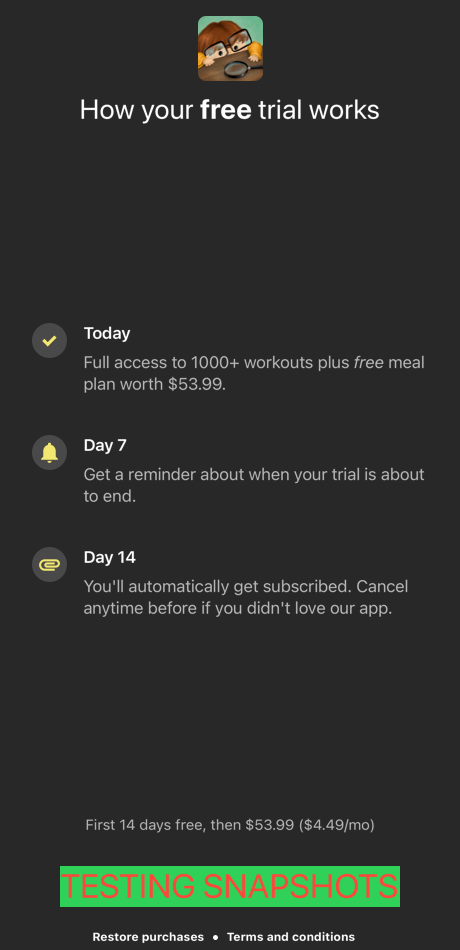 How your free trial works
Today
Full access to 1000+ workouts plus free meal
plan worth $53.99.
Day 7
Get a reminder about when your trial is about
to end.
Day 14
You'll automatically get subscribed. Cancel
anytime before if you didn't love our app.
First 14 days free, then $53.99 ($4.49/mo)
TESTING SNAPSHOTS
Restore purchases • Terms and conditions